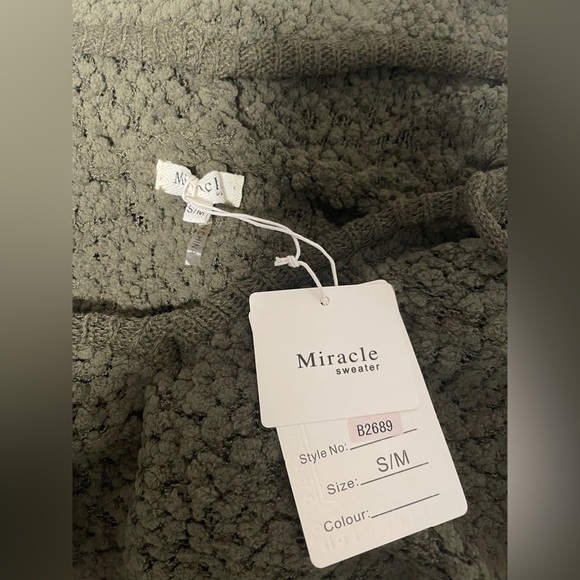 S/M
Miracle
sweater
Style No: B2689
Size: S/M
Colour: